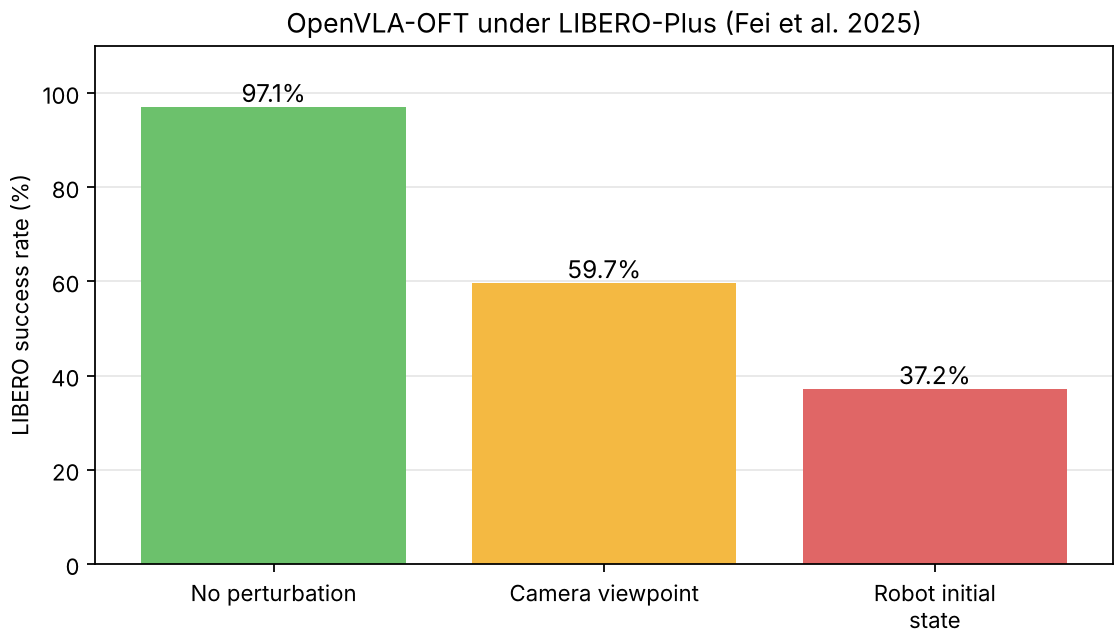 OpenVLA-OFT under LIBERO-Plus (Fei et al. 2025)
LIBERO success rate (%)
100
80
60
40
20
0
97.1%
59.7%
37.2%
No perturbation
Camera viewpoint
Robot initial
state